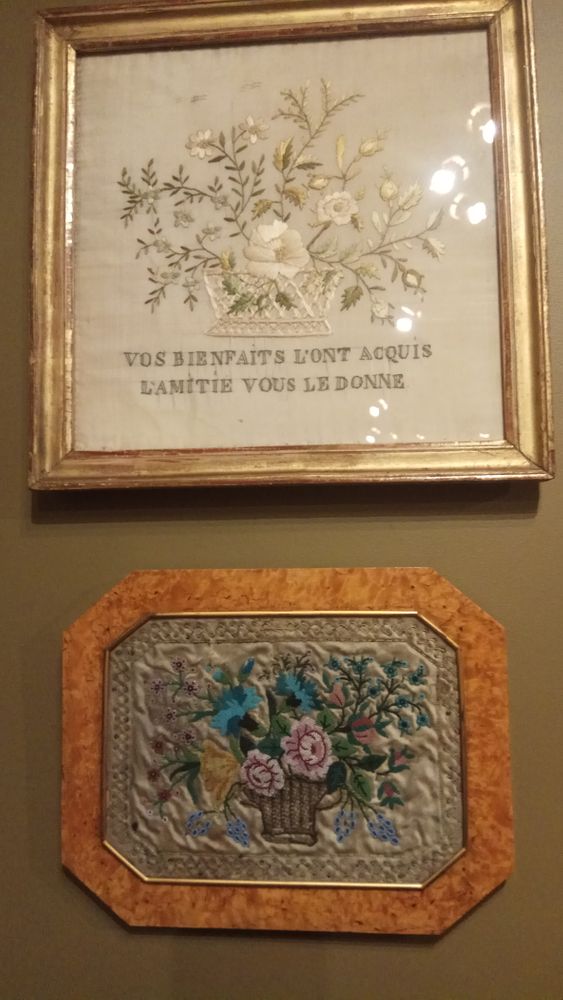 VOS BIENFAITS L'ONT ACQUIS
L'AMITIE VOUS LE DONNE